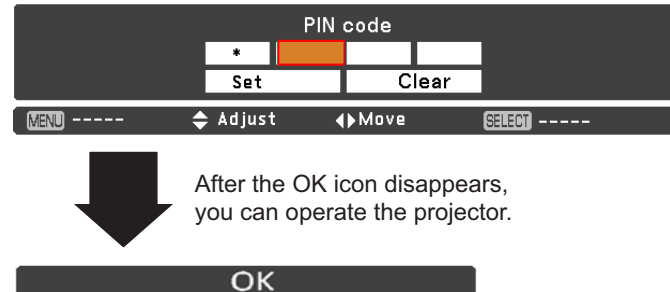 PIN code
*
Set Clear
MENU ----- Adjust Move SELECT -----
After the OK icon disappears,
you can operate the projector.
OK